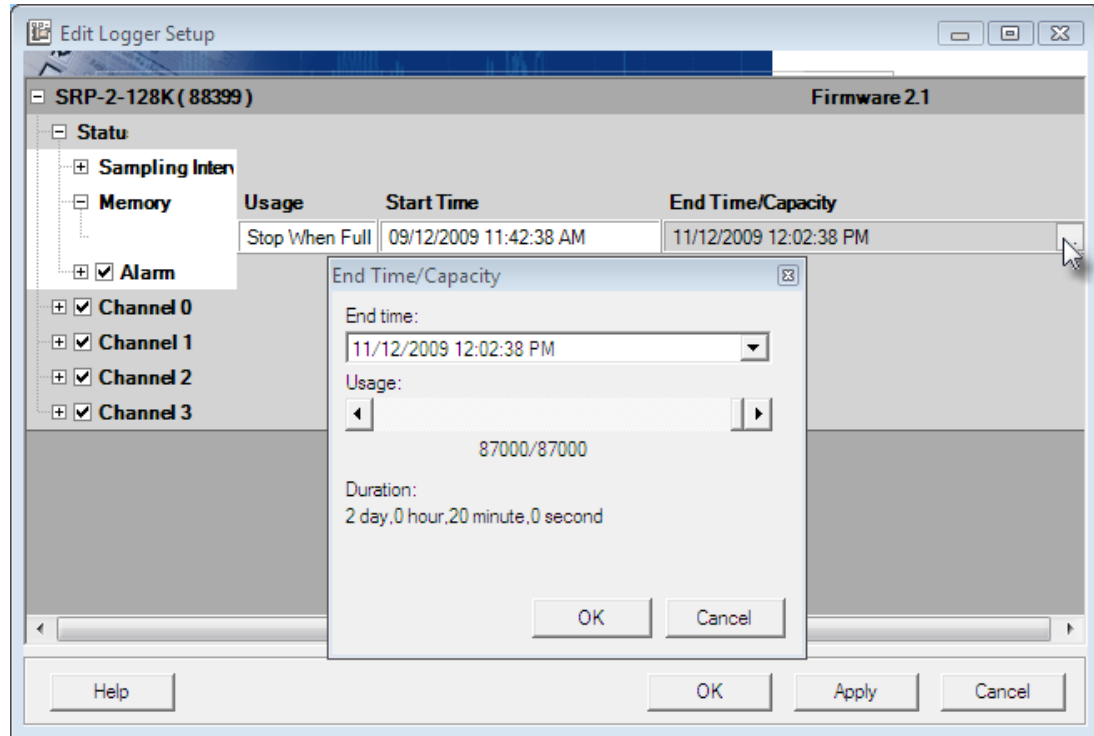 Edit Logger Setup
SRP-2-128K ( 88399 ) Firmware 2.1
Statu
Sampling Interv
Memory Usage Start Time End Time/Capacity
Stop When Full 09/12/2009 11:42:38 AM 11/12/2009 12:02:38 PM ...
Alarm
Channel 0
Channel 1
Channel 2
Channel 3
End Time/Capacity
End time:
11/12/2009 12:02:38 PM
Usage:
87000/87000
Duration:
2 day,0 hour,20 minute,0 second
OK Cancel
Help OK Apply Cancel